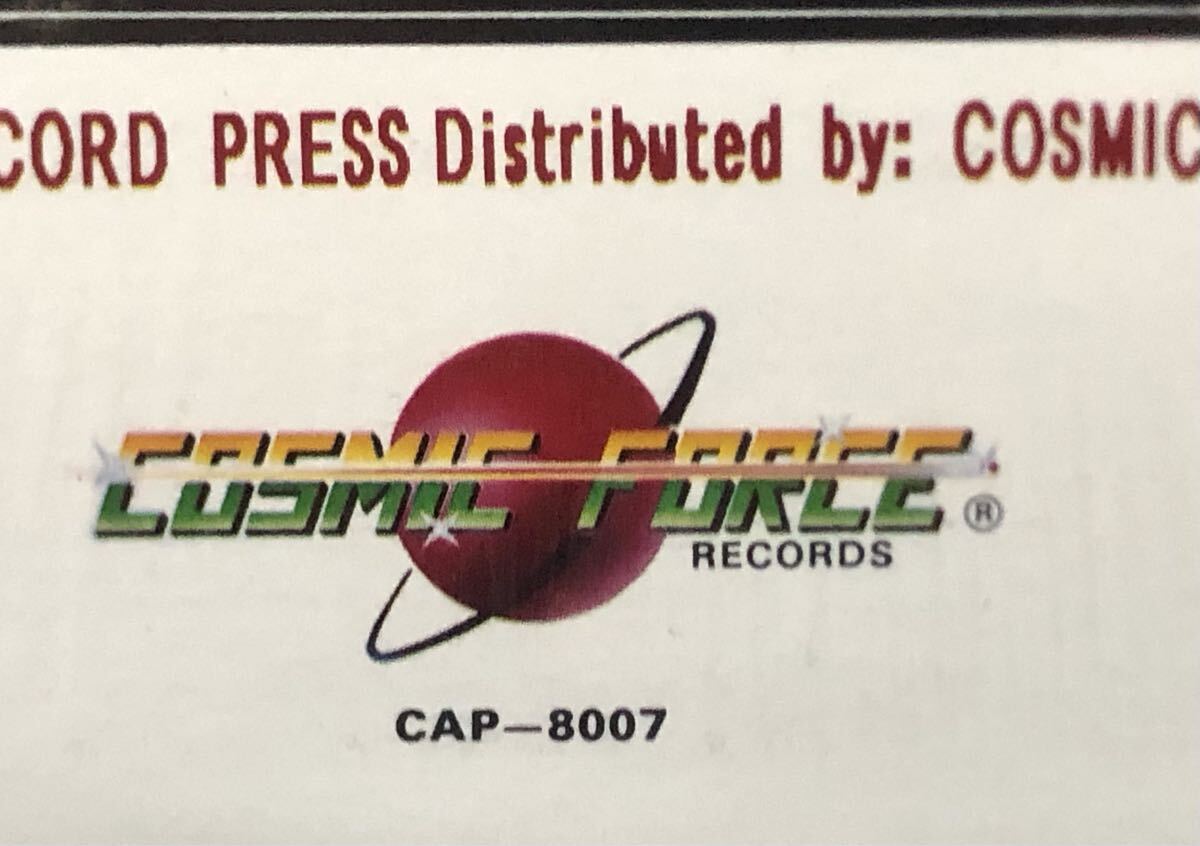 CORD PRESS Distributed by: COSMIC
COSMIC FORCE ®
RECORDS
CAP—8007